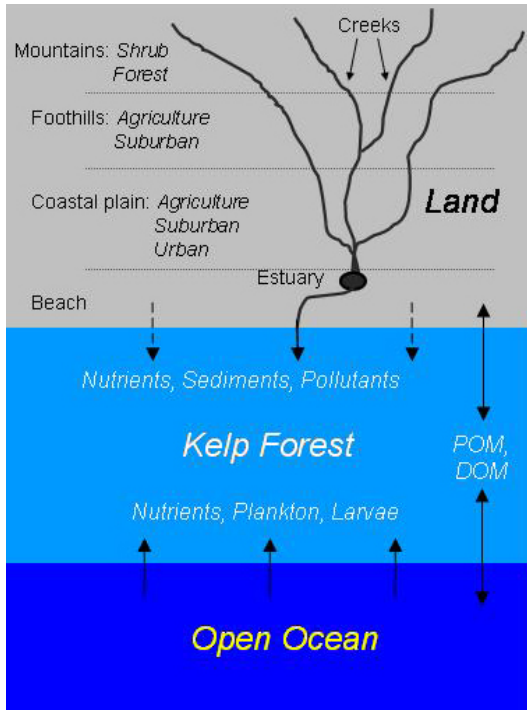 Creeks
Mountains: Shrub
Forest
Foothills: Agriculture
Suburban
Land
Coastal plain: Agriculture
Suburban
Urban
Estuary
Beach
Nutrients, Sediments, Pollutants
Kelp Forest
POM,
DOM
Nutrients, Plankton, Larvae
Open Ocean